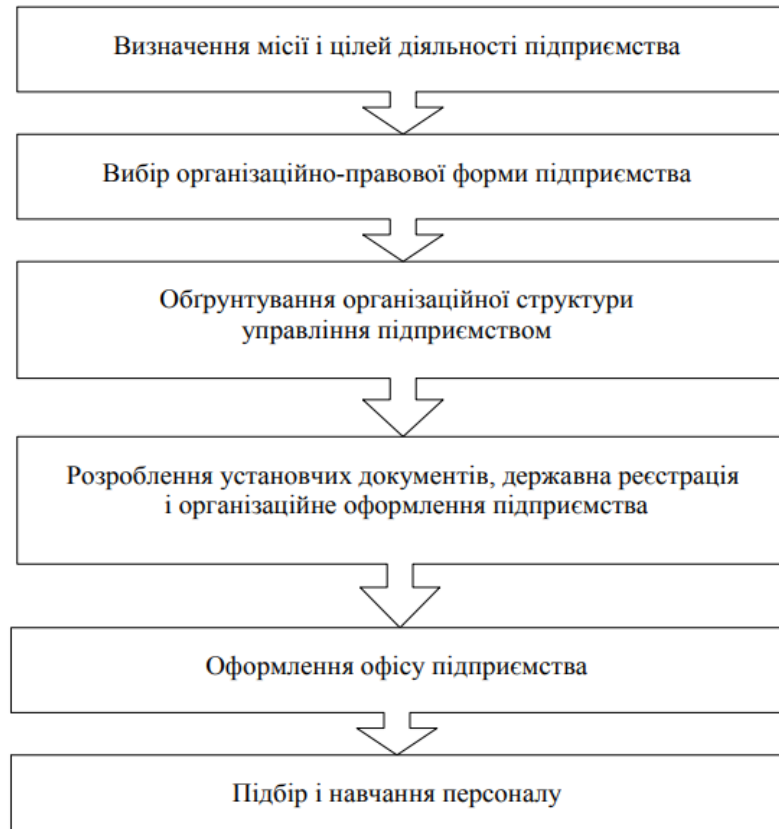 Визначення місії і цілей діяльності підприємства
Вибір організаційно-правової форми підприємства
Обґрунтування організаційної структури
управління підприємством
Розроблення установчих документів, державна реєстрація
і організаційне оформлення підприємства
Оформлення офісу підприємства
Підбір і навчання персоналу